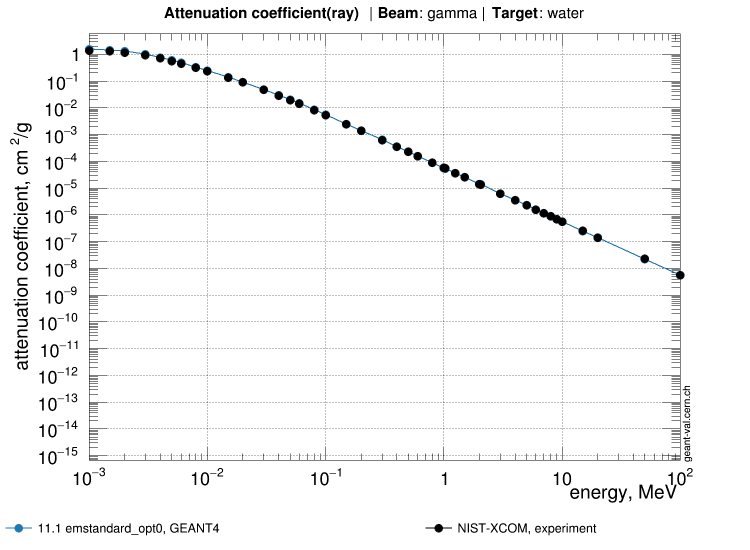 Attenuation coefficient(ray) | Beam: gamma | Target: water
attenuation coefficient, cm²/g
1
10⁻¹
10⁻²
10⁻³
10⁻⁴
10⁻⁵
10⁻⁶
10⁻⁷
10⁻⁸
10⁻⁹
10⁻¹⁰
10⁻¹¹
10⁻¹²
10⁻¹³
10⁻¹⁴
10⁻¹⁵
10⁻³ 10⁻² 10⁻¹ 1 10 10²
energy, MeV
geant-val.cern.ch
11.1 emstandard_opt0, GEANT4
NIST-XCOM, experiment